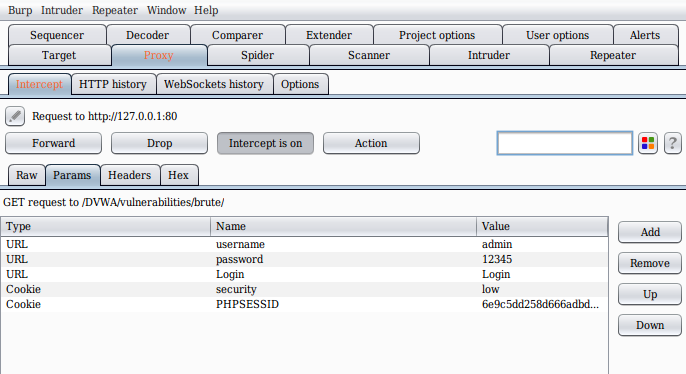 Burp Intruder Repeater Window Help
Sequencer Decoder Comparer Extender Project options User options Alerts
Target Proxy Spider Scanner Intruder Repeater
Intercept HTTP history WebSockets history Options
Request to http://127.0.0.1:80
Forward Drop Intercept is on Action ?
Raw Params Headers Hex
GET request to /DVWA/vulnerabilities/brute/
Type Name Value Add
URL username admin
URL password 12345 Remove
URL Login Login
Cookie security low Up
Cookie PHPSESSID 6e9c5dd258d666adbd...
Down